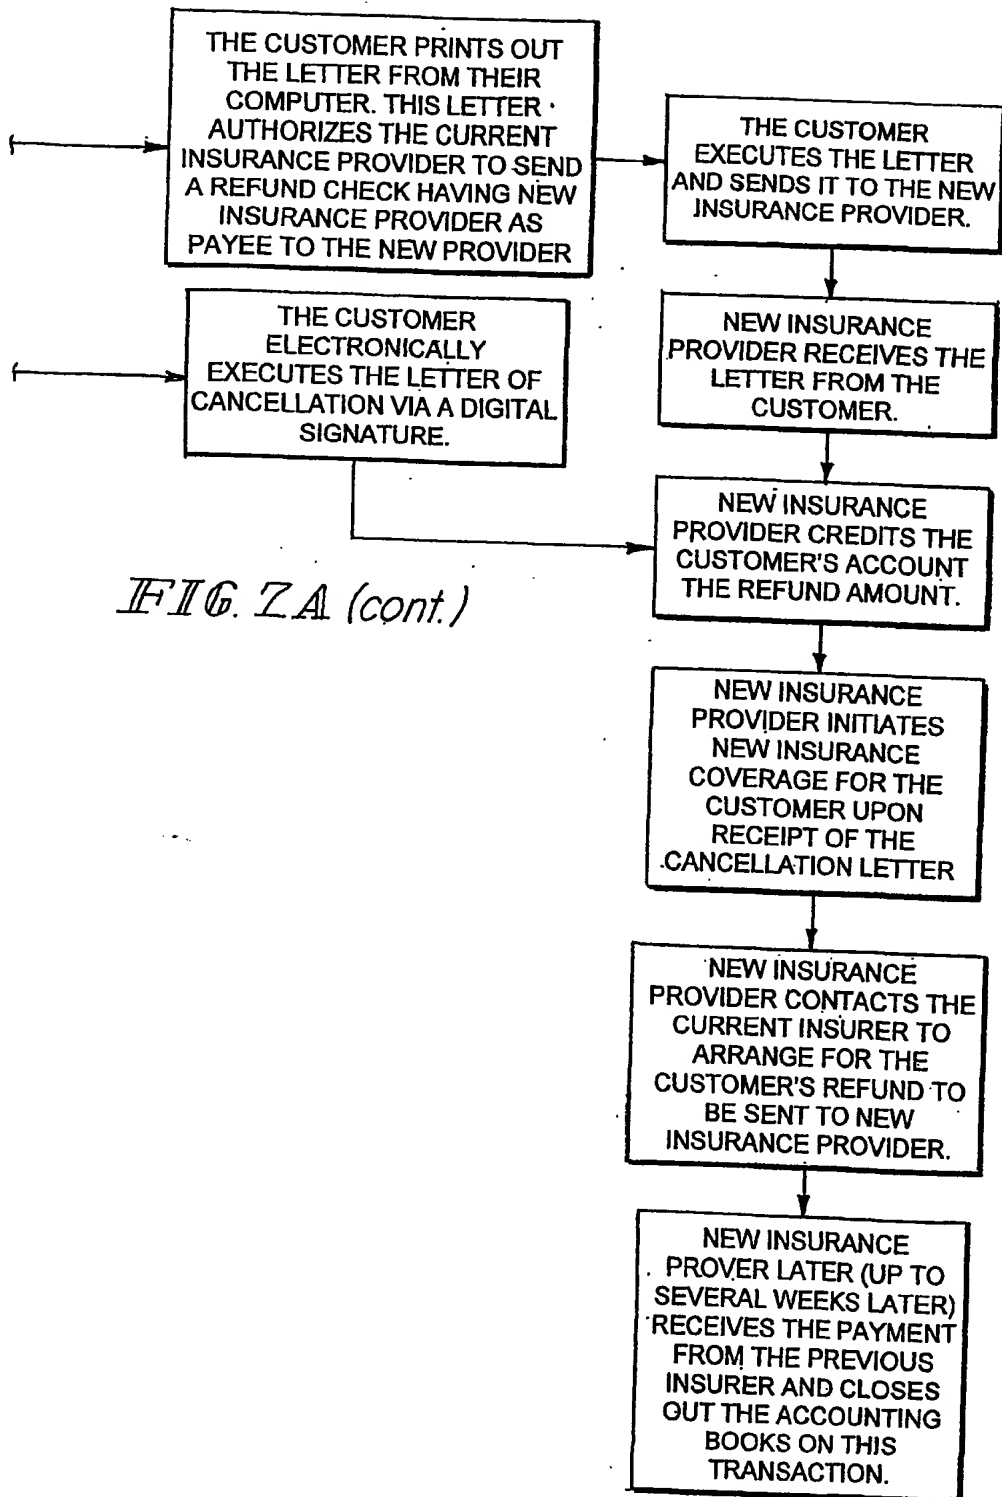 THE CUSTOMER PRINTS OUT
THE LETTER FROM THEIR
COMPUTER. THIS LETTER
AUTHORIZES THE CURRENT
INSURANCE PROVIDER TO SEND
A REFUND CHECK HAVING NEW
INSURANCE PROVIDER AS
PAYEE TO THE NEW PROVIDER
THE CUSTOMER
EXECUTES THE LETTER
AND SENDS IT TO THE NEW
INSURANCE PROVIDER.
THE CUSTOMER
ELECTRONICALLY
EXECUTES THE LETTER OF
CANCELLATION VIA A DIGITAL
SIGNATURE.
NEW INSURANCE
PROVIDER RECEIVES THE
LETTER FROM THE
CUSTOMER.
NEW INSURANCE
PROVIDER CREDITS THE
CUSTOMER'S ACCOUNT
THE REFUND AMOUNT.
FIG. 7A (cont.)
NEW INSURANCE
PROVIDER INITIATES
NEW INSURANCE
COVERAGE FOR THE
CUSTOMER UPON
RECEIPT OF THE
CANCELLATION LETTER
NEW INSURANCE
PROVIDER CONTACTS THE
CURRENT INSURER TO
ARRANGE FOR THE
CUSTOMER'S REFUND TO
BE SENT TO NEW
INSURANCE PROVIDER.
NEW INSURANCE
PROVER LATER (UP TO
SEVERAL WEEKS LATER)
RECEIVES THE PAYMENT
FROM THE PREVIOUS
INSURER AND CLOSES
OUT THE ACCOUNTING
BOOKS ON THIS
TRANSACTION.